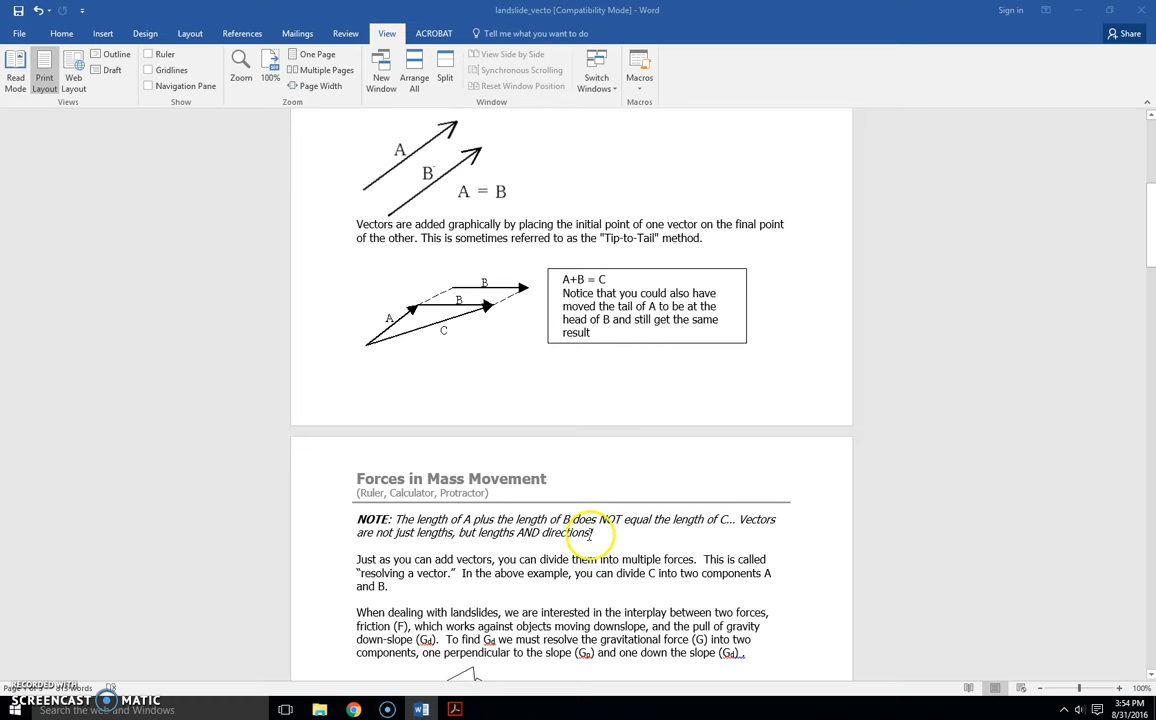 landslide_vecto [Compatibility Mode] - Word
Sign in
File Home Insert Design Layout References Mailings Review View ACROBAT Tell me what you want to do
Share
Read Mode
Print Layout
Web Layout
Outline
Draft
Views
Ruler
Gridlines
Navigation Pane
Show
Zoom
100%
One Page
Multiple Pages
Page Width
Zoom
New Window
Arrange All
Split
View Side by Side
Synchronous Scrolling
Reset Window Position
Window
Switch Windows
Macros
Macros
A
B
A = B
Vectors are added graphically by placing the initial point of one vector on the final point
of the other. This is sometimes referred to as the "Tip-to-Tail" method.
B
B
A
C
A+B = C
Notice that you could also have
moved the tail of A to be at the
head of B and still get the same
result
Forces in Mass Movement
(Ruler, Calculator, Protractor)
NOTE: The length of A plus the length of B does NOT equal the length of C... Vectors
are not just lengths, but lengths AND directions!
Just as you can add vectors, you can divide them into multiple forces. This is called
“resolving a vector.” In the above example, you can divide C into two components A
and B.
When dealing with landslides, we are interested in the interplay between two forces,
friction (F), which works against objects moving downslope, and the pull of gravity
down-slope (Gd). To find Gd we must resolve the gravitational force (G) into two
components, one perpendicular to the slope (Gp) and one down the slope (Gd) .
words
100%
RECORDED WITH
SCREENCAST MATIC
Search the web and Windows
3:54 PM
8/31/2016